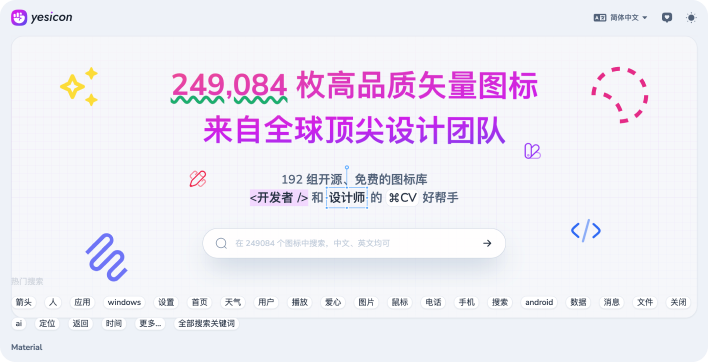 yesicon
简体中文
249,084 枚高品质矢量图标
来自全球顶尖设计团队
192 组开源、免费的图标库
<开发者 /> 和 设计师 的 ⌘CV 好帮手
在 249084 个图标中搜索，中文、英文均可
热门搜索
箭头 人 应用 windows 设置 首页 天气 用户 播放 爱心 图片 鼠标 电话 手机 搜索 android 数据 消息 文件 关闭
ai 定位 返回 时间 更多... 全部搜索关键词
Material